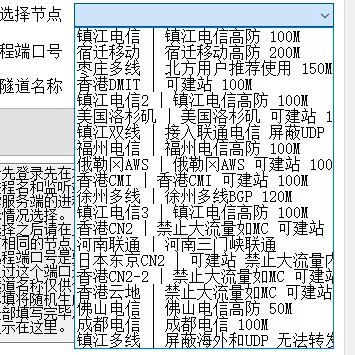 选择节点
镇江电信 | 镇江电信高防 100M
宿迁移动 | 宿迁移动高防 200M
程端口号
枣庄多线 | 北方用户推荐使用 150M
香港DMIT | 可建站 100M
隧道名称
镇江电信2 | 镇江电信高防 100M
美国洛杉矶 | 美国洛杉矶 可建站 1
镇江双线 | 接入联通电信 屏蔽UDP
福州电信 | 福州电信高防 100M
俄勒冈AWS | 俄勒冈AWS 可建站 100
先登录先在
香港CMI | 香港CMI 可建站 100M
程名和监听
徐州多线 | 徐州多线BGP 120M
服务端的进
镇江电信3 | 镇江电信高防 100M
情况选择。
香港CN2 | 禁止大流量如MC 可建站
择之后请在
河南联通 | 河南三门峡联通
相同的节点
日本东京CN2 | 可建站 禁止大流量
程端口号是
香港CN2-2 | 禁止大流量如MC 可建
过这个端口
香港云地 | 禁止大流量如MC 可建站
道名称仅供
佛山电信 | 佛山电信高防 50M
填将随机生
成都电信 | 成都电信 100M
部填写完毕
镇江多线 | 屏蔽海外和UDP 无法转发
示在这里。